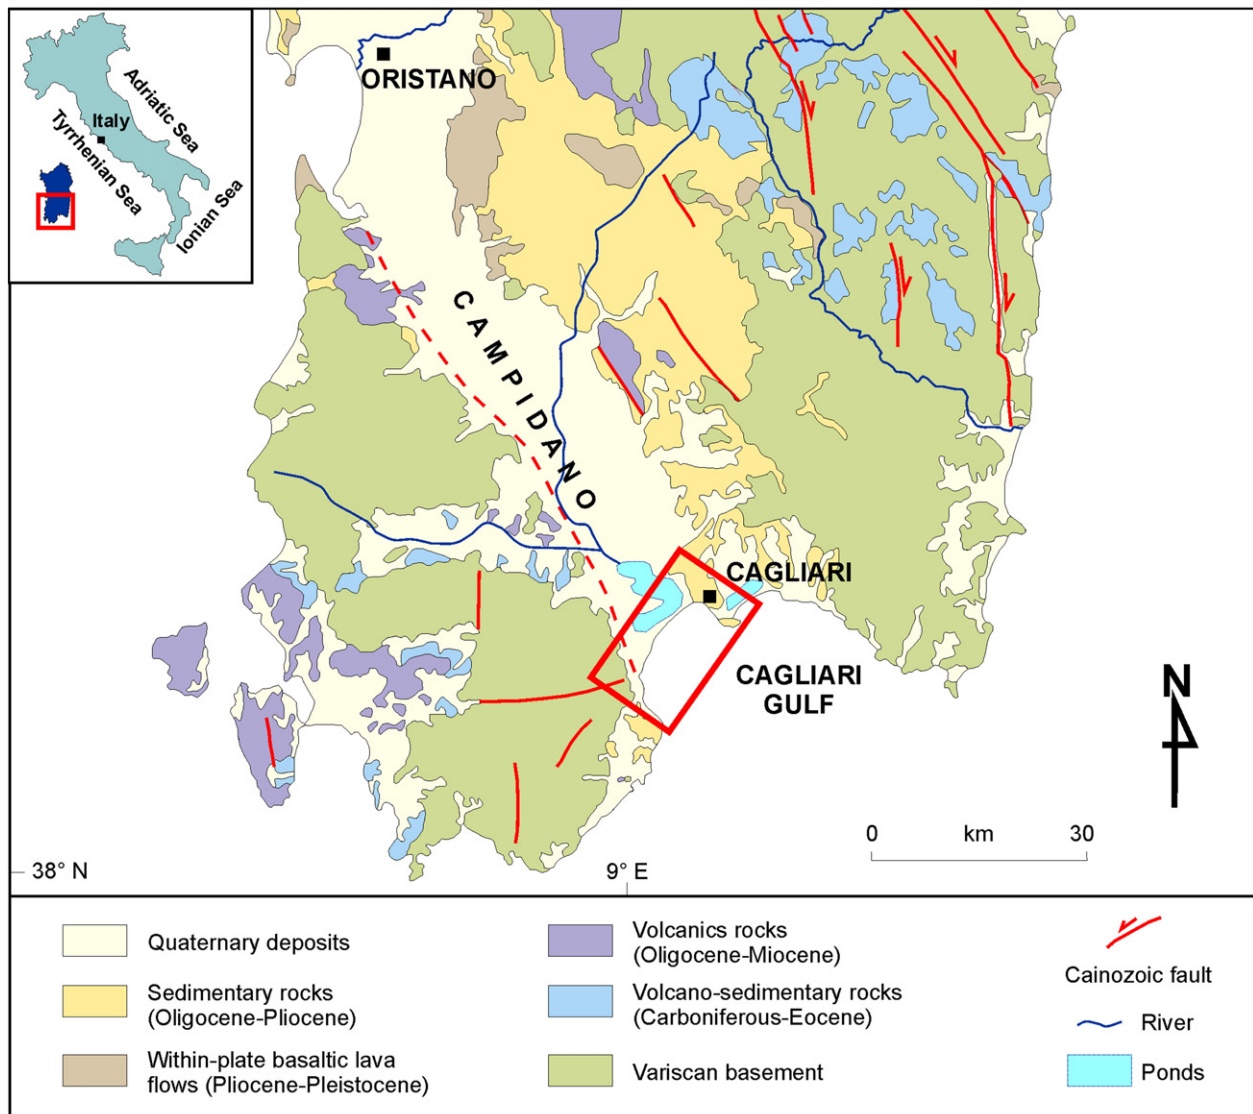 Adriatic Sea
Italy
Tyrrhenian Sea
Ionian Sea
ORISTANO
CAMPIDANO
CAGLIARI
CAGLIARI
GULF
N
0 km 30
38° N
9° E
Quaternary deposits
Sedimentary rocks
(Oligocene-Pliocene)
Within-plate basaltic lava
flows (Pliocene-Pleistocene)
Volcanics rocks
(Oligocene-Miocene)
Volcano-sedimentary rocks
(Carboniferous-Eocene)
Variscan basement
Cainozoic fault
River
Ponds